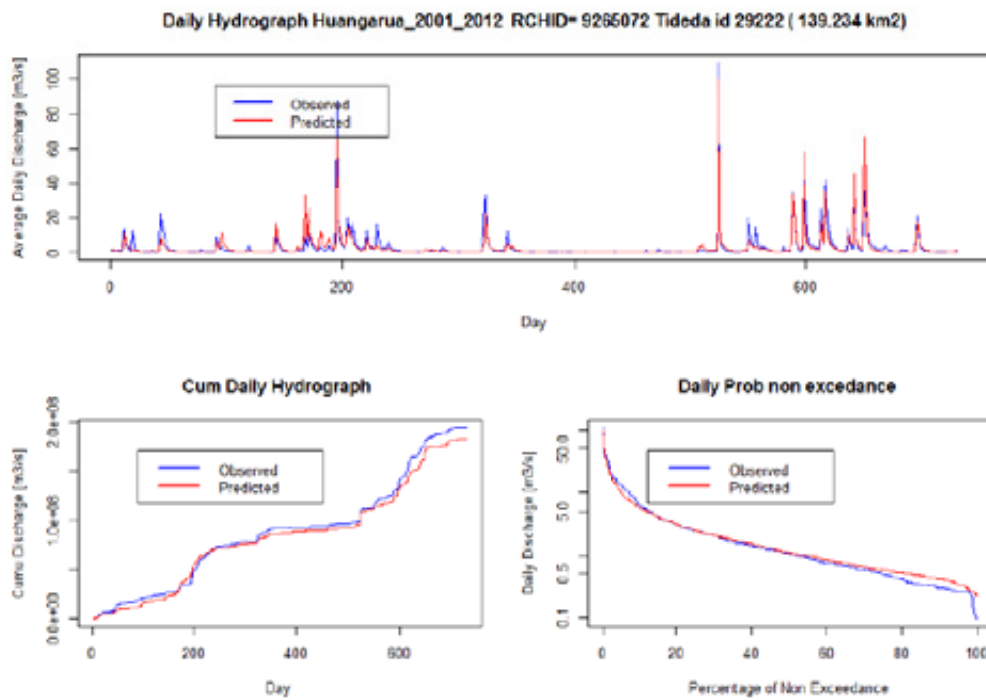 Daily Hydrograph Huangarua_2001_2012 RCHID= 9265072 Tideda id 29222 ( 139.234 km2)
Average Daily Discharge [m3/s]
100
80
60
40
20
0
Observed
Predicted
0 200 400 600
Day
Cum Daily Hydrograph
Cumu Discharge [m3/s]
2.0e+08
1.0e+08
0.0e+00
Observed
Predicted
0 200 400 600
Day
Daily Prob non excedance
Daily Discharge [m3/s]
50.0
5.0
0.5
0.1
Observed
Predicted
0 20 40 60 80 100
Percentage of Non Exceedance